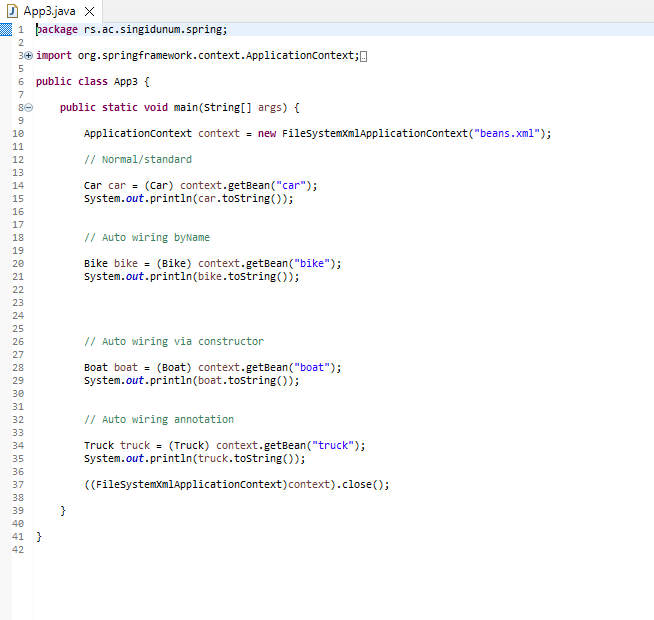 App3.java
1 package rs.ac.singidunum.spring;
2
3 import org.springframework.context.ApplicationContext;
5
6 public class App3 {
7
8     public static void main(String[] args) {
9
10         ApplicationContext context = new FileSystemXmlApplicationContext("beans.xml");
11
12         // Normal/standard
13
14         Car car = (Car) context.getBean("car");
15         System.out.println(car.toString());
16
17
18         // Auto wiring byName
19
20         Bike bike = (Bike) context.getBean("bike");
21         System.out.println(bike.toString());
22
23
24
25
26         // Auto wiring via constructor
27
28         Boat boat = (Boat) context.getBean("boat");
29         System.out.println(boat.toString());
30
31
32         // Auto wiring annotation
33
34         Truck truck = (Truck) context.getBean("truck");
35         System.out.println(truck.toString());
36
37         ((FileSystemXmlApplicationContext)context).close();
38
39     }
40
41 }
42